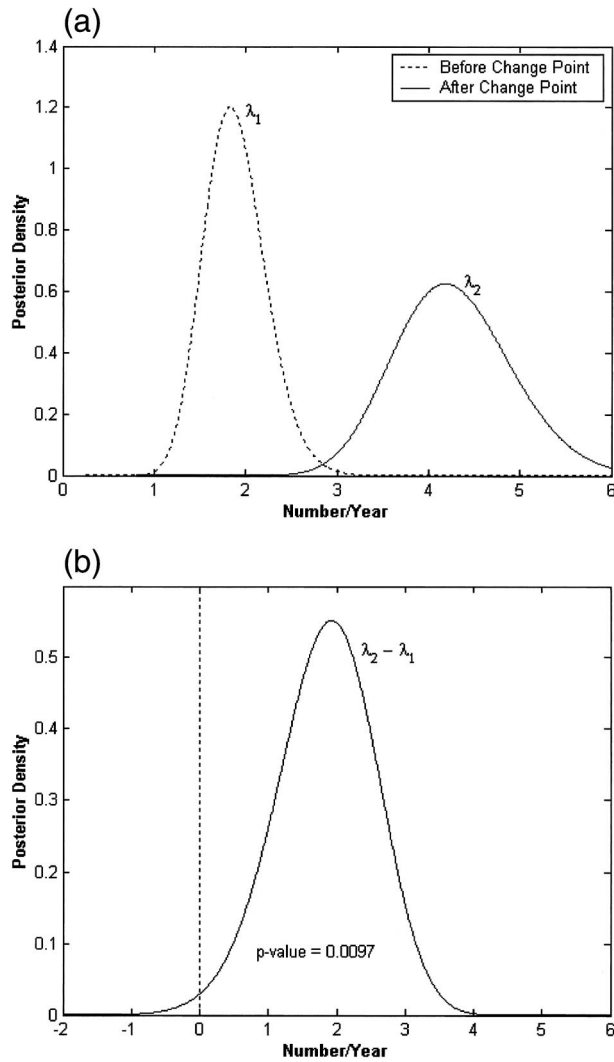 (a)
1.4
1.2
1
0.8
0.6
0.4
0.2
0
Posterior Density
Before Change Point
After Change Point
λ1
λ2
0 1 2 3 4 5 6
Number/Year
(b)
0.5
0.4
0.3
0.2
0.1
0
Posterior Density
λ2 − λ1
p-value = 0.0097
-2 -1 0 1 2 3 4 5 6
Number/Year